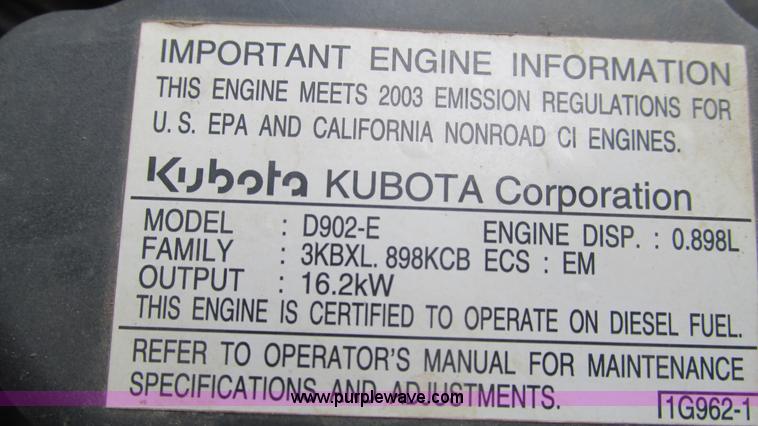 IMPORTANT ENGINE INFORMATION
THIS ENGINE MEETS 2003 EMISSION REGULATIONS FOR
U.S. EPA AND CALIFORNIA NONROAD CI ENGINES.
Kubota KUBOTA Corporation
MODEL : D902-E ENGINE DISP. : 0.898L
FAMILY : 3KBXL. 898KCB ECS : EM
OUTPUT : 16.2kW
THIS ENGINE IS CERTIFIED TO OPERATE ON DIESEL FUEL.
REFER TO OPERATOR'S MANUAL FOR MAINTENANCE
SPECIFICATIONS AND ADJUSTMENTS. 1G962-1
www.purplewave.com